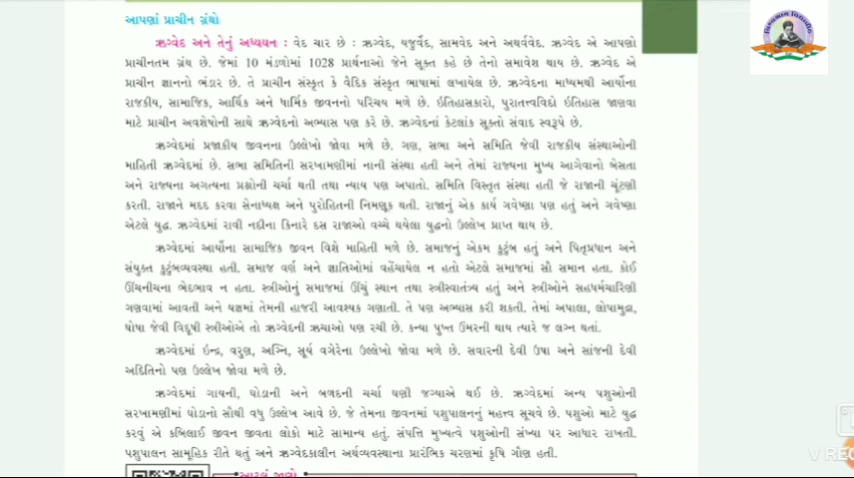 આપણાં પ્રાચીન ગ્રંથો
ઋગ્વેદ અને તેનું અધ્યયન : વેદ ચાર છે : ઋગ્વેદ, યજુર્વેદ, સામવેદ અને અથર્વવેદ. ઋગ્વેદ એ આપણો
પ્રાચીનતમ ગ્રંથ છે. જેમાં 10 મંડળોમાં 1028 પ્રાર્થનાઓ જેને સૂક્ત કહે છે તેનો સમાવેશ થાય છે. ઋગ્વેદ એ
પ્રાચીન જ્ઞાનનો ભંડાર છે. તે પ્રાચીન સંસ્કૃત કે વૈદિક સંસ્કૃત ભાષામાં લખાયેલ છે. ઋગ્વેદના માધ્યમથી આર્યોના
રાજકીય, સામાજિક, આર્થિક અને ધાર્મિક જીવનનો પરિચય મળે છે. ઇતિહાસકારો, પુરાતત્ત્વવિદો ઇતિહાસ જાણવા
માટે પ્રાચીન અવશેષોની સાથે ઋગ્વેદનો અભ્યાસ પણ કરે છે. ઋગ્વેદનાં કેટલાંક સૂક્તો સંવાદ સ્વરૂપે છે.
ઋગ્વેદમાં પ્રજાકીય જીવનના ઉલ્લેખો જોવા મળે છે. ગણ, સભા અને સમિતિ જેવી રાજકીય સંસ્થાઓની
માહિતી ઋગ્વેદમાં છે. સભા સમિતિની સરખામણીમાં નાની સંસ્થા હતી અને તેમાં રાજ્યના મુખ્ય આગેવાનો બેસતા
અને રાજ્યના અગત્યના પ્રશ્નોની ચર્ચા થતી તથા ન્યાય પણ અપાતો. સમિતિ વિસ્તૃત સંસ્થા હતી જે રાજાની ચૂંટણી
કરતી. રાજાને મદદ કરવા સેનાધ્યક્ષ અને પુરોહિતની નિમણૂક થતી. રાજાનું એક કાર્ય ગવેષ્ણા પણ હતું અને ગવેષ્ણા
એટલે યુદ્ધ. ઋગ્વેદમાં રાવી નદીના કિનારે દસ રાજાઓ વચ્ચે થયેલા યુદ્ધનો ઉલ્લેખ પ્રાપ્ત થાય છે.
ઋગ્વેદમાં આર્યોના સામાજિક જીવન વિશે માહિતી મળે છે. સમાજનું એકમ કુટુંબ હતું અને પિતૃપ્રધાન અને
સંયુક્ત કુટુંબવ્યવસ્થા હતી. સમાજ વર્ણ અને જ્ઞાતિઓમાં વહેંચાયેલ ન હતો એટલે સમાજમાં સૌ સમાન હતા. કોઈ
ઉંચનીચના ભેદભાવ ન હતા. સ્ત્રીઓનું સમાજમાં ઉંચું સ્થાન તથા સ્ત્રીસ્વાતંત્ર્ય હતું અને સ્ત્રીઓને સહધર્મચારિણી
ગણવામાં આવતી અને યજ્ઞમાં તેમની હાજરી આવશ્યક ગણાતી. તે પણ અભ્યાસ કરી શકતી. તેમાં અપાલા, લોપામુદ્રા,
ઘોષા જેવી વિદુષી સ્ત્રીઓએ તો ઋગ્વેદની ઋચાઓ પણ રચી છે. કન્યા પુખ્ત ઉંમરની થાય ત્યારે જ લગ્ન થતાં.
ઋગ્વેદમાં ઇન્દ્ર, વરુણ, અગ્નિ, સૂર્ય વગેરેના ઉલ્લેખો જોવા મળે છે. સવારની દેવી ઉષા અને સાંજની દેવી
અદિતિનો પણ ઉલ્લેખ જોવા મળે છે.
ઋગ્વેદમાં ગાયની, ઘોડાની અને બળદની ચર્ચા ઘણી જગ્યાએ થઈ છે. ઋગ્વેદમાં અન્ય પશુઓની
સરખામણીમાં ઘોડાનો સૌથી વધુ ઉલ્લેખ આવે છે. જે તેમના જીવનમાં પશુપાલનનું મહત્ત્વ સૂચવે છે. પશુઓ માટે યુદ્ધ
કરવું એ કબિલાઈ જીવન જીવતા લોકો માટે સામાન્ય હતું. સંપત્તિ મુખ્યત્વે પશુઓની સંખ્યા પર આધાર રાખતી.
પશુપાલન સામૂહિક રીતે થતું અને ઋગ્વેદકાલીન અર્થવ્યવસ્થાના પ્રારંભિક ચરણમાં કૃષિ ગૌણ હતી.
આટલું જાણો
V REC